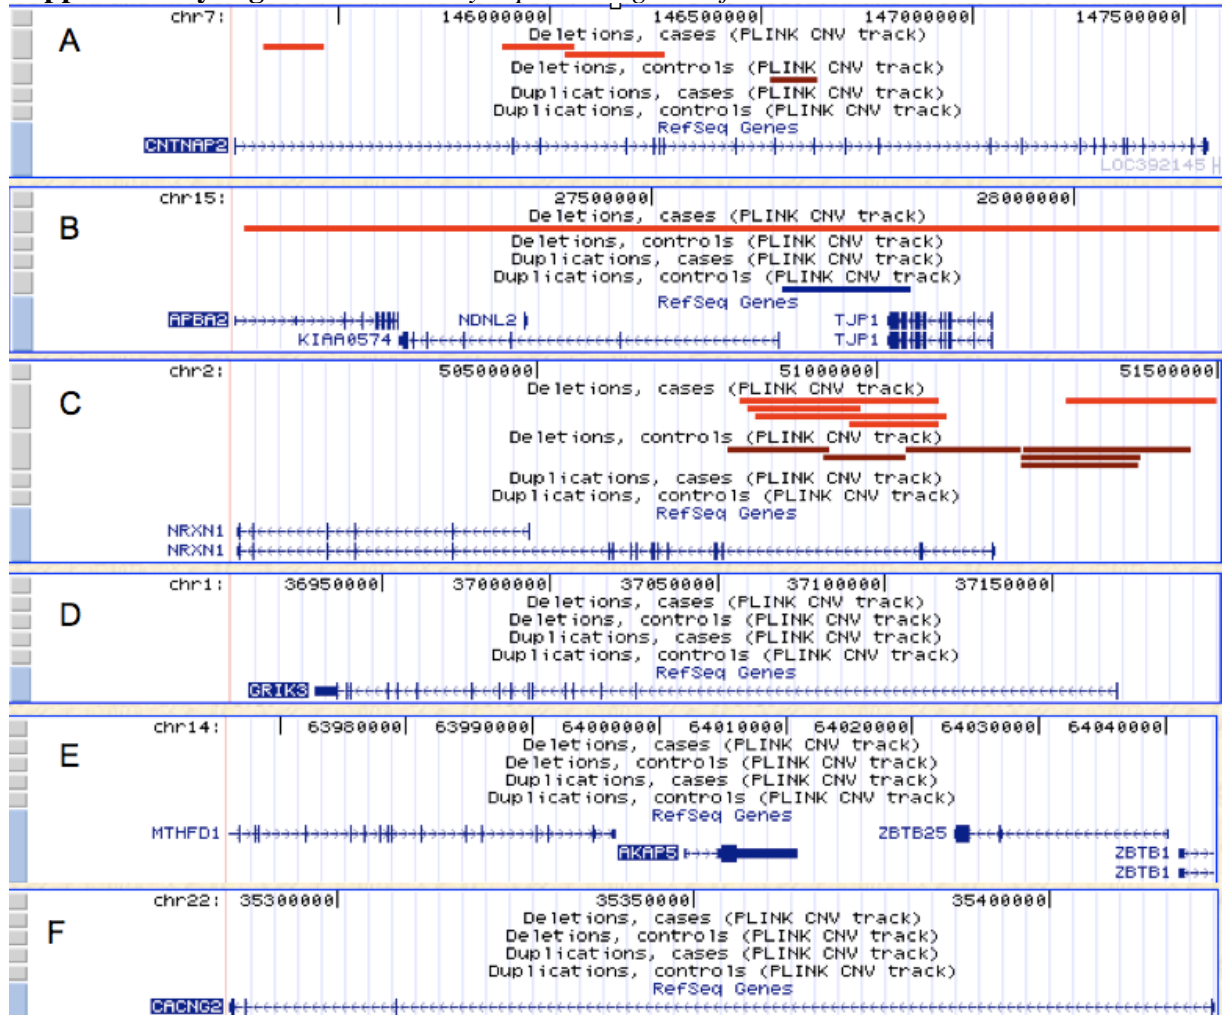 A
chr7: 146000000 146500000 147000000 147500000
Deletions, cases (PLINK CNV track)
Deletions, controls (PLINK CNV track)
Duplications, cases (PLINK CNV track)
Duplications, controls (PLINK CNV track)
RefSeq Genes
CNTNAP2
LOC392145
B
chr15: 27500000 28000000
Deletions, cases (PLINK CNV track)
Deletions, controls (PLINK CNV track)
Duplications, cases (PLINK CNV track)
Duplications, controls (PLINK CNV track)
RefSeq Genes
APBA2 NDNL2 TJP1
KIAA0574 TJP1
C
chr2: 50500000 51000000 51500000
Deletions, cases (PLINK CNV track)
Deletions, controls (PLINK CNV track)
Duplications, cases (PLINK CNV track)
Duplications, controls (PLINK CNV track)
RefSeq Genes
NRXN1
NRXN1
D
chr1: 36950000 37000000 37050000 37100000 37150000
Deletions, cases (PLINK CNV track)
Deletions, controls (PLINK CNV track)
Duplications, cases (PLINK CNV track)
Duplications, controls (PLINK CNV track)
RefSeq Genes
GRIK3
E
chr14: 63980000 63990000 64000000 64010000 64020000 64030000 64040000
Deletions, cases (PLINK CNV track)
Deletions, controls (PLINK CNV track)
Duplications, cases (PLINK CNV track)
Duplications, controls (PLINK CNV track)
RefSeq Genes
MTHFD1 ZBTB25
AKAP5 ZBTB1
ZBTB1
F
chr22: 35300000 35350000 35400000
Deletions, cases (PLINK CNV track)
Deletions, controls (PLINK CNV track)
Duplications, cases (PLINK CNV track)
Duplications, controls (PLINK CNV track)
RefSeq Genes
CACNG2